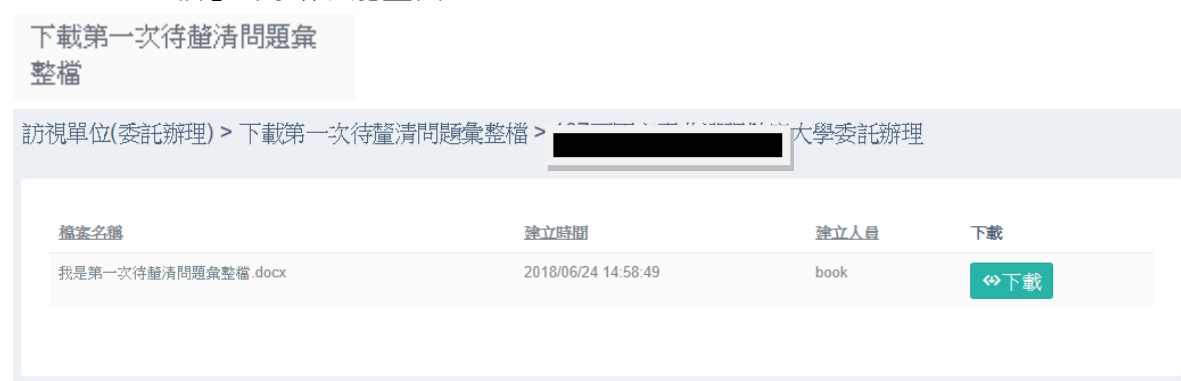 下載第一次待釐清問題彙
整檔
訪視單位(委託辦理) > 下載第一次待釐清問題彙整檔 > 大學委託辦理
檔案名稱 建立時間 建立人員 下載
我是第一次待釐清問題彙整檔.docx 2018/06/24 14:58:49 book 下載